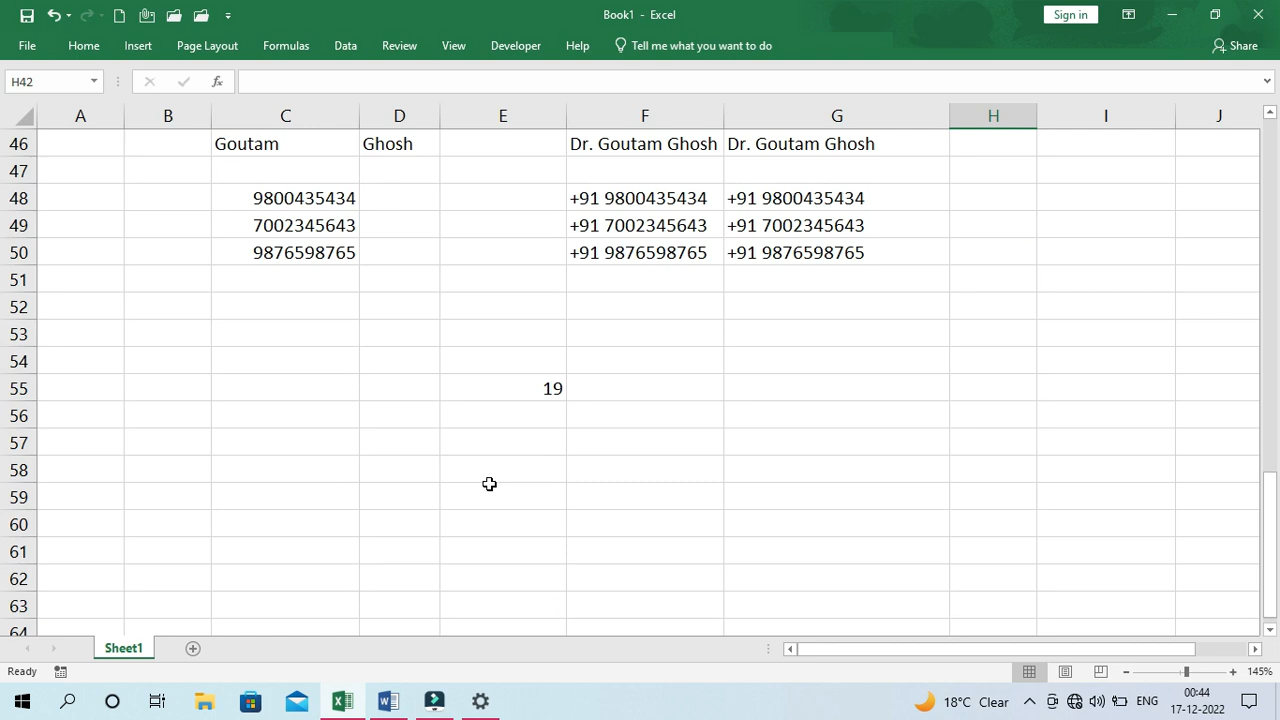 Book1 - Excel
Sign in
File Home Insert Page Layout Formulas Data Review View Developer Help Tell me what you want to do Share
H42 fx
A B C D E F G H I J
46 Goutam Ghosh Dr. Goutam Ghosh Dr. Goutam Ghosh
47
48 9800435434 +91 9800435434 +91 9800435434
49 7002345643 +91 7002345643 +91 7002345643
50 9876598765 +91 9876598765 +91 9876598765
51
52
53
54
55 19
56
57
58
59
60
61
62
63
64
Sheet1
Ready 145%
18°C Clear ENG 00:44
17-12-2022